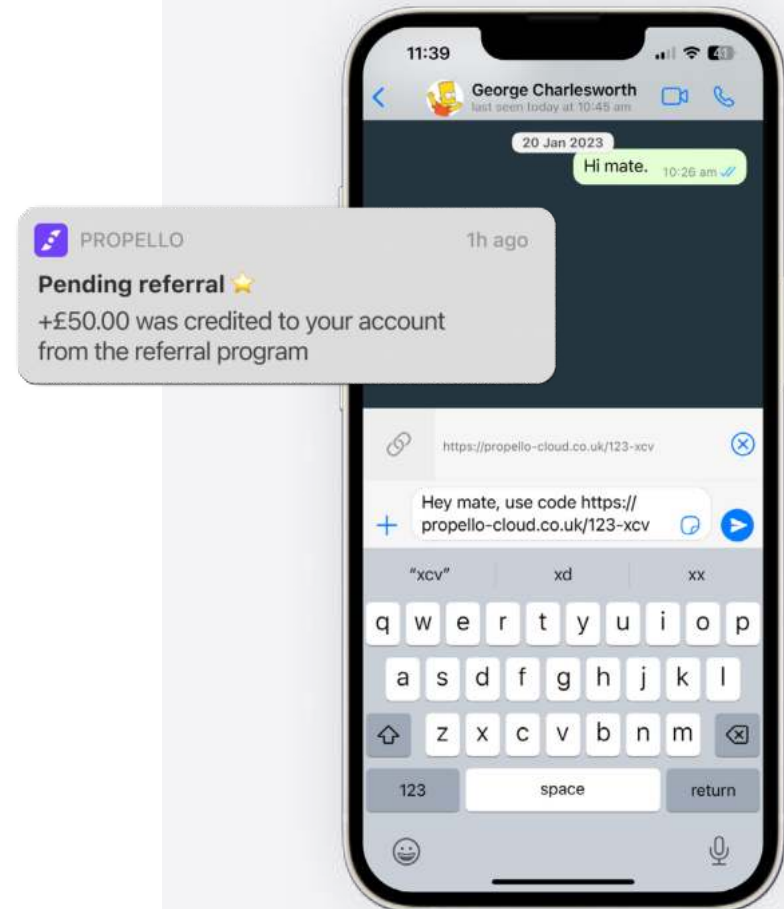 11:39
41
George Charlesworth
last seen today at 10:45 am
20 Jan 2023
Hi mate. 10:26 am
PROPELLO 1h ago
Pending referral
+£50.00 was credited to your account
from the referral program
https://propello-cloud.co.uk/123-xcv
Hey mate, use code https://
propello-cloud.co.uk/123-xcv
"xcv" xd xx
q w e r t y u i o p
a s d f g h j k l
z x c v b n m
123 space return